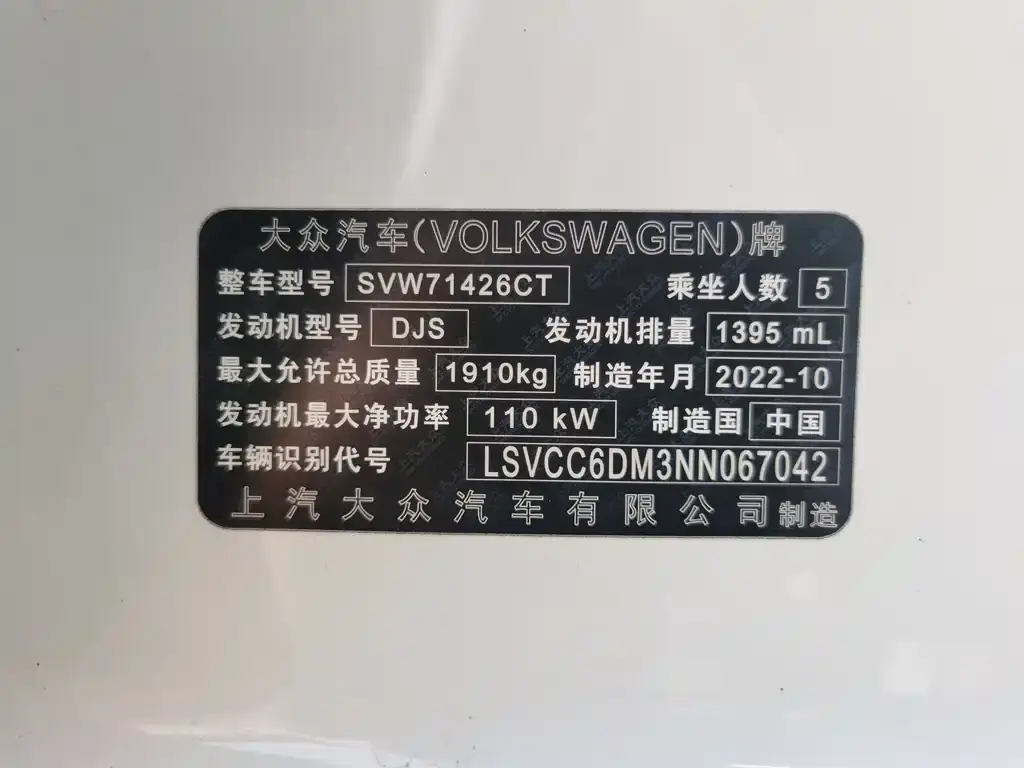 大众汽车(VOLKSWAGEN)牌
整车型号 SVW71426CT 乘坐人数 5
发动机型号 DJS 发动机排量 1395 mL
最大允许总质量 1910kg 制造年月 2022-10
发动机最大净功率 110 kW 制造国 中国
车辆识别代号 LSVCC6DM3NN067042
上汽大众汽车有限公司制造